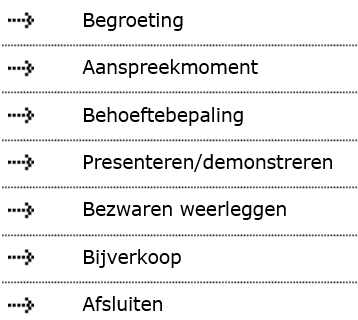 Begroeting
Aanspreekmoment
Behoeftebepaling
Presenteren/demonstreren
Bezwaren weerleggen
Bijverkoop
Afsluiten